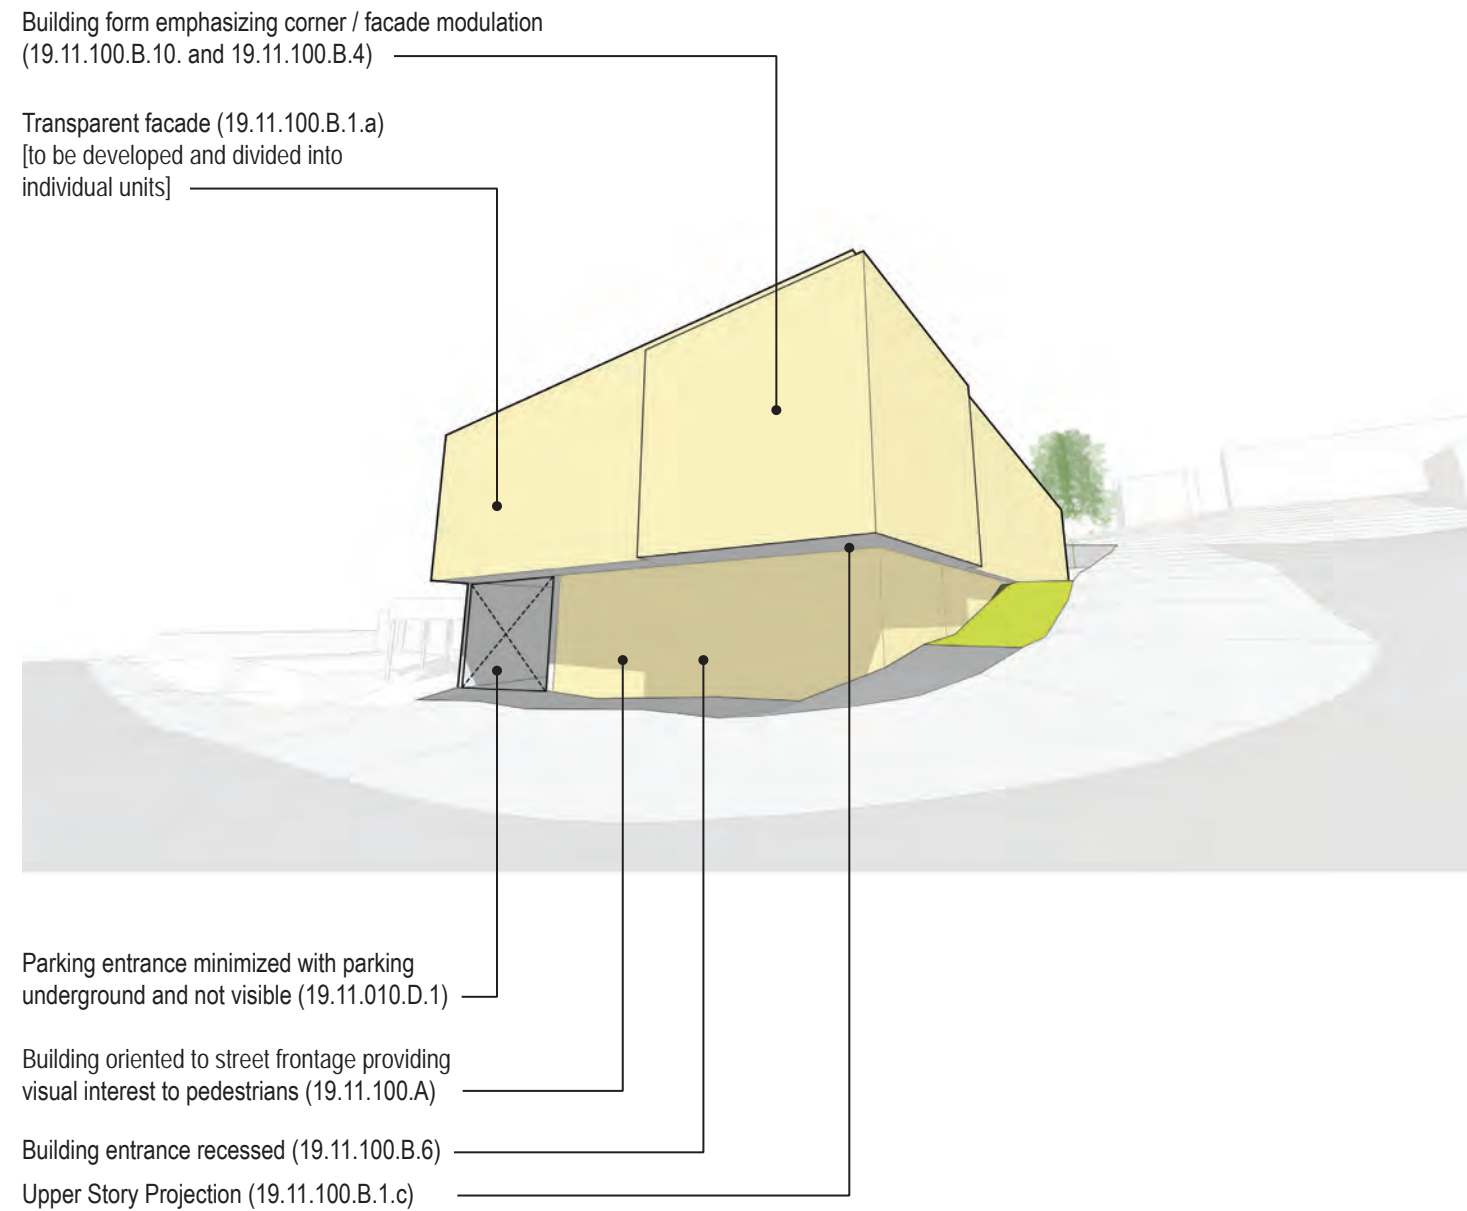 Building form emphasizing corner / facade modulation
(19.11.100.B.10. and 19.11.100.B.4)
Transparent facade (19.11.100.B.1.a)
[to be developed and divided into
individual units]
Parking entrance minimized with parking
underground and not visible (19.11.010.D.1)
Building oriented to street frontage providing
visual interest to pedestrians (19.11.100.A)
Building entrance recessed (19.11.100.B.6)
Upper Story Projection (19.11.100.B.1.c)